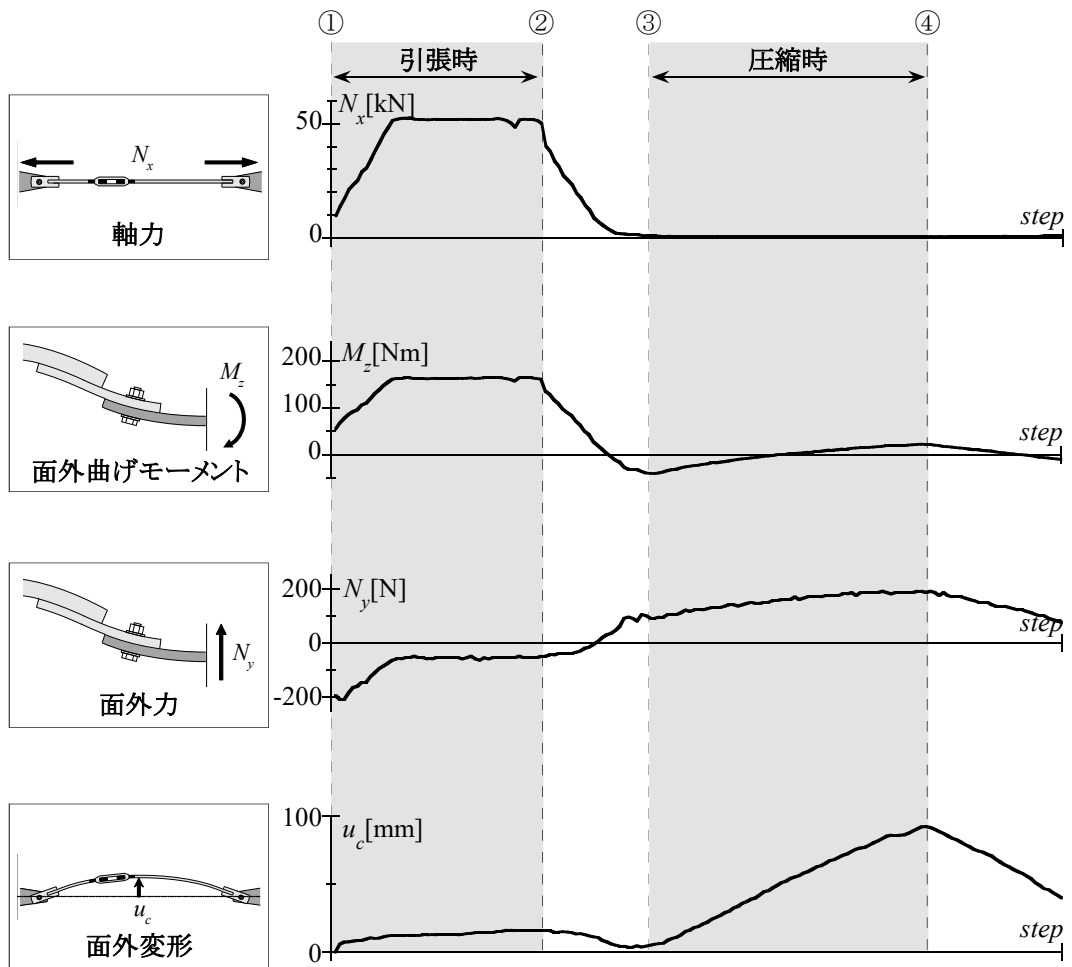 ① ② ③ ④
引張時 圧縮時
N_x[kN]
50
0
step
N_x
軸力
M_z[Nm]
200
100
0
step
M_z
面外曲げモーメント
N_y[N]
200
0
-200
step
N_y
面外力
u_c[mm]
100
0
step
u_c
面外変形